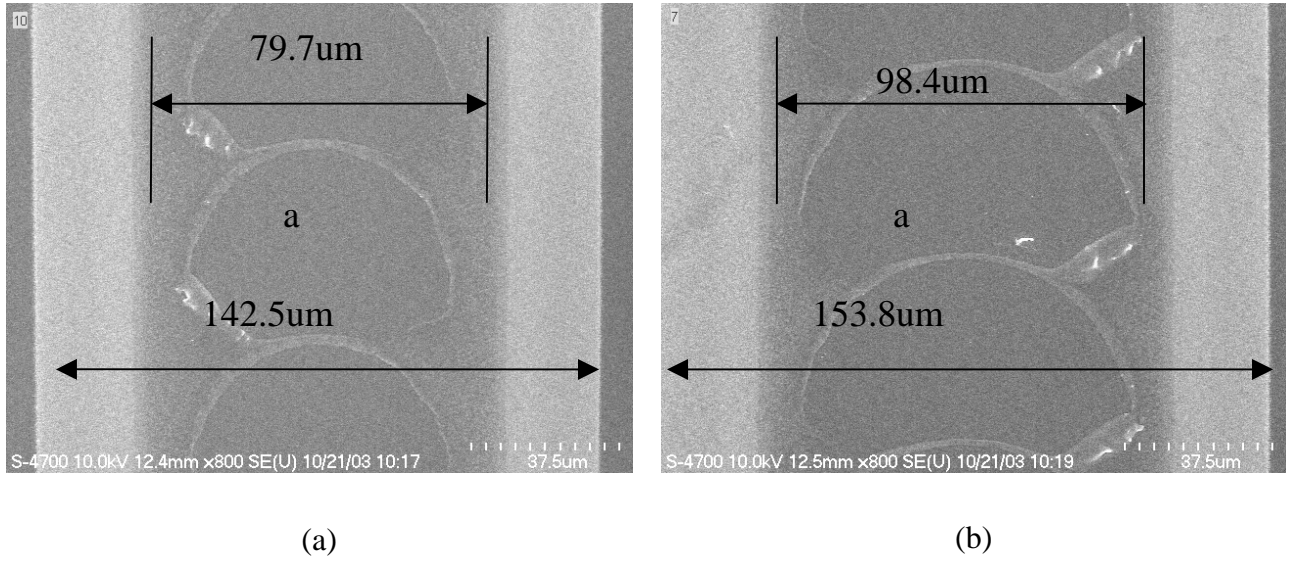 10
79.7um
a
142.5um
S-4700 10.0kV 12.4mm x800 SE(U) 10/21/03 10:17
37.5um
(a)
7
98.4um
a
153.8um
S-4700 10.0kV 12.5mm x800 SE(U) 10/21/03 10:19
37.5um
(b)